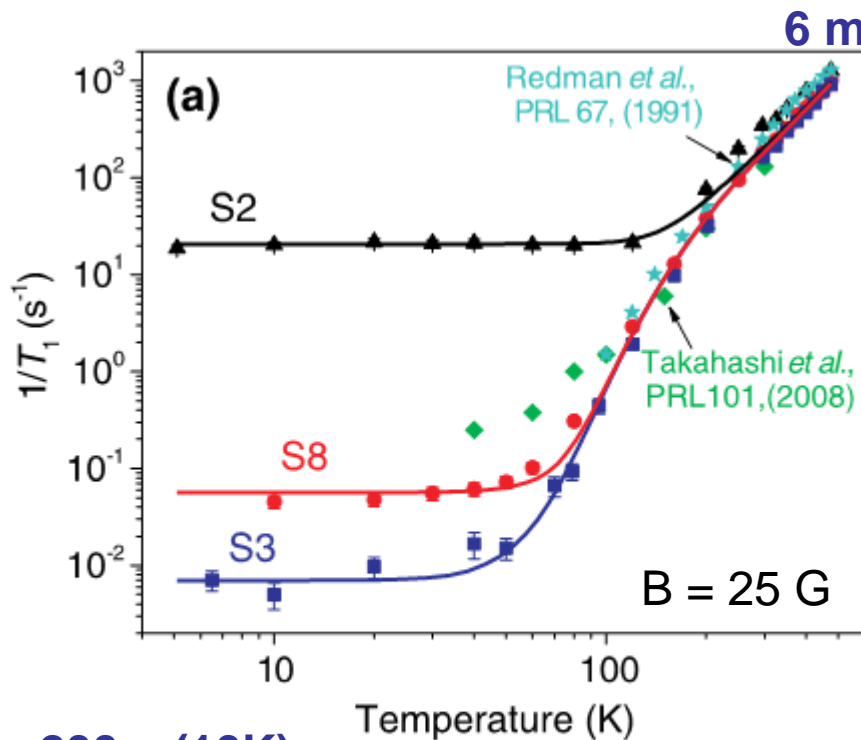 6 m
(a)
Redman et al.,
PRL 67, (1991)
S2
Takahashi et al.,
PRL101,(2008)
S8
S3
B = 25 G
10³
10²
10¹
10⁰
10⁻¹
10⁻²
1/T₁ (s⁻¹)
10
100
Temperature (K)